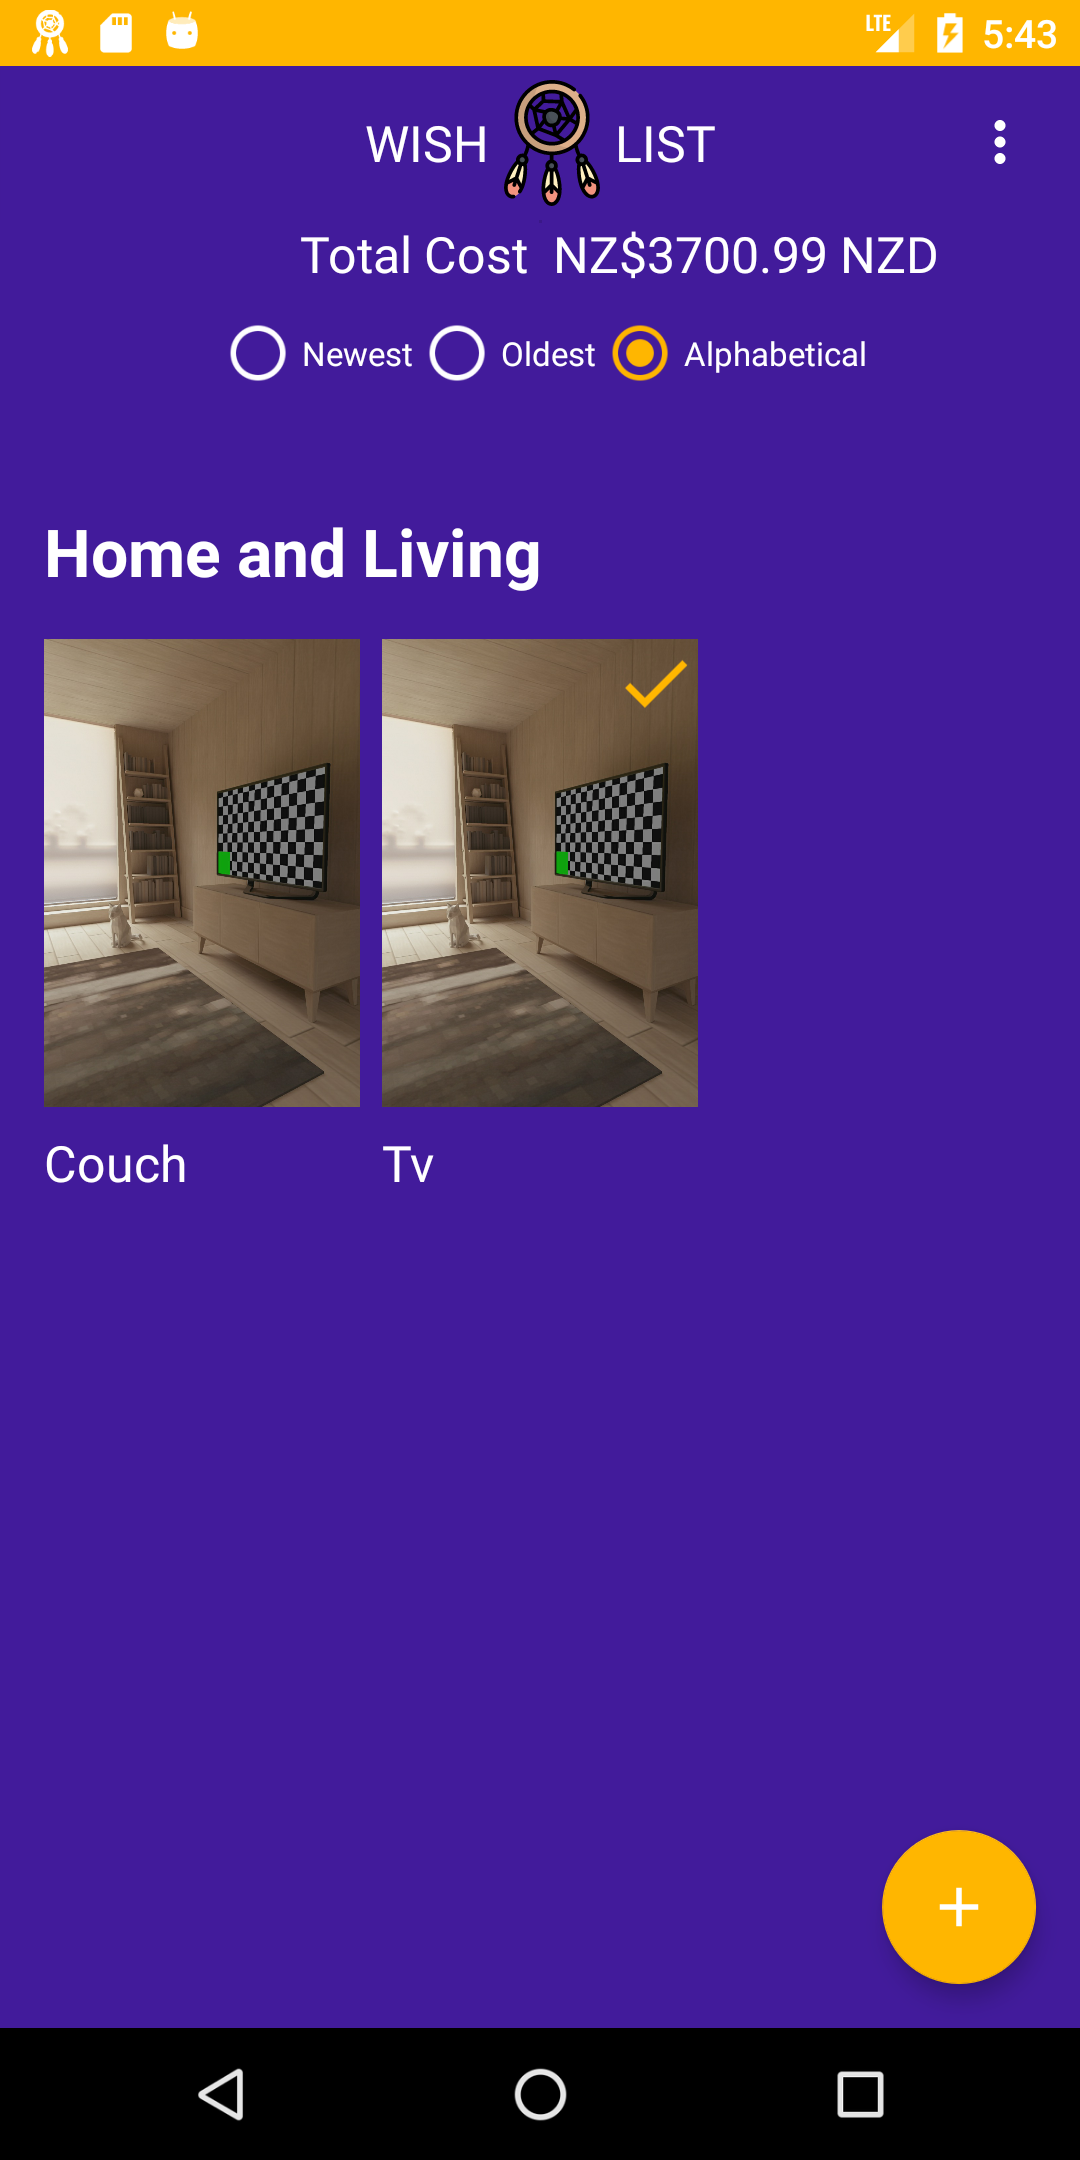 LTE 5:43
WISH LIST
Total Cost NZ$3700.99 NZD
Newest Oldest Alphabetical
Home and Living
Couch Tv